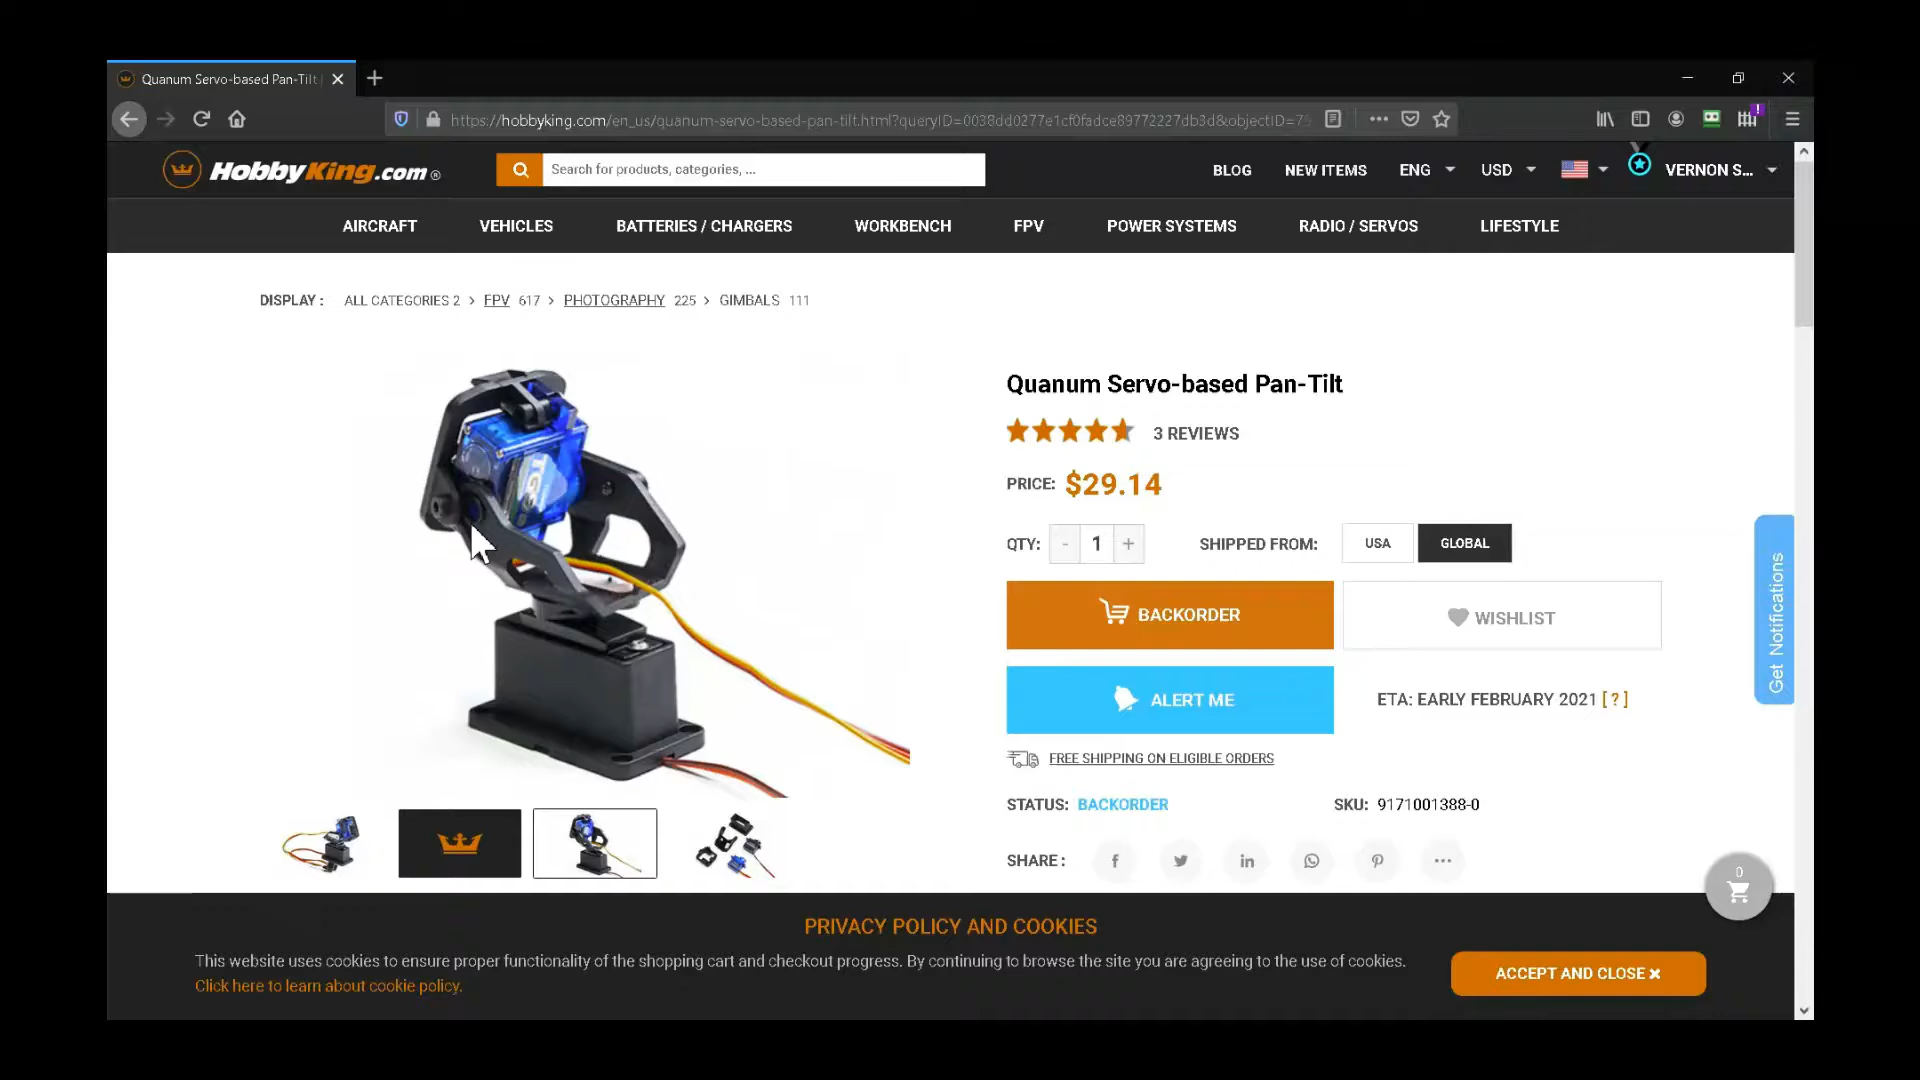 Quanum Servo-based Pan-Tilt
https://hobbyking.com/en_us/quanum-servo-based-pan-tilt.html?queryID=0038dd0277e1cf0fadce89772227db3d&objectID=75
HobbyKing.com®
Search for products, categories, ...
BLOG
NEW ITEMS
ENG
USD
VERNON S...
AIRCRAFT
VEHICLES
BATTERIES / CHARGERS
WORKBENCH
FPV
POWER SYSTEMS
RADIO / SERVOS
LIFESTYLE
DISPLAY : ALL CATEGORIES 2 > FPV 617 > PHOTOGRAPHY 225 > GIMBALS 111
Quanum Servo-based Pan-Tilt
3 REVIEWS
PRICE: $29.14
QTY: - 1 +
SHIPPED FROM: USA GLOBAL
BACKORDER
WISHLIST
ALERT ME
ETA: EARLY FEBRUARY 2021 [ ? ]
FREE SHIPPING ON ELIGIBLE ORDERS
STATUS: BACKORDER
SKU: 9171001388-0
SHARE :
Get Notifications
0
PRIVACY POLICY AND COOKIES
This website uses cookies to ensure proper functionality of the shopping cart and checkout progress. By continuing to browse the site you are agreeing to the use of cookies.
Click here to learn about cookie policy.
ACCEPT AND CLOSE ×